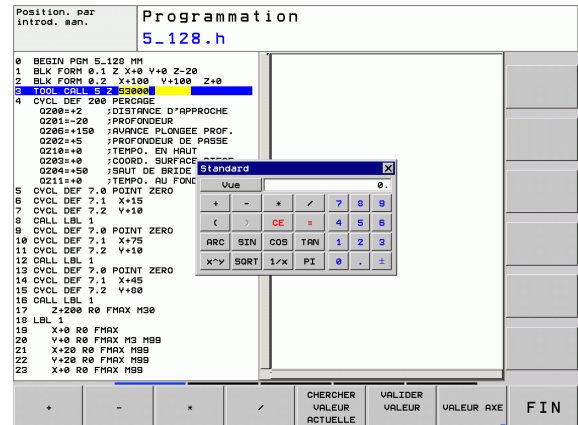 Position. par
introd. man.
Programmation
5_128.h
0 BEGIN PGM 5_128 MM
1 BLK FORM 0.1 Z X+0 Y+0 Z-20
2 BLK FORM 0.2 X+100 Y+100 Z+0
3 TOOL CALL 5 Z S3000
4 CYCL DEF 200 PERCAGE
Q200=+2 ;DISTANCE D'APPROCHE
Q201=-20 ;PROFONDEUR
Q206=+150 ;AVANCE PLONGEE PROF.
Q202=+5 ;PROFONDEUR DE PASSE
Q210=+0 ;TEMPO. EN HAUT
Q203=+0 ;COORD. SURFACE PIECE
Q204=+50 ;SAUT DE BRIDE
Q211=+0 ;TEMPO. AU FOND
5 CYCL DEF 7.0 POINT ZERO
6 CYCL DEF 7.1 X+15
7 CYCL DEF 7.2 Y+10
8 CALL LBL 1
9 CYCL DEF 7.0 POINT ZERO
10 CYCL DEF 7.1 X+75
11 CYCL DEF 7.2 Y+10
12 CALL LBL 1
13 CYCL DEF 7.0 POINT ZERO
14 CYCL DEF 7.1 X+45
15 CYCL DEF 7.2 Y+80
16 CALL LBL 1
17 Z+200 R0 FMAX M30
18 LBL 1
19 X+0 R0 FMAX
20 Y+0 R0 FMAX M3 M99
21 X+20 R0 FMAX M99
22 Y+20 R0 FMAX M99
23 X+0 R0 FMAX M99
Standard X
Vue 0.
+ - * / 7 8 9
( ) CE = 4 5 6
ARC SIN COS TAN 1 2 3
X^Y SQRT 1/X PI 0 . ±
+ - * / CHERCHER VALEUR ACTUELLE VALIDER VALEUR VALEUR AXE FIN